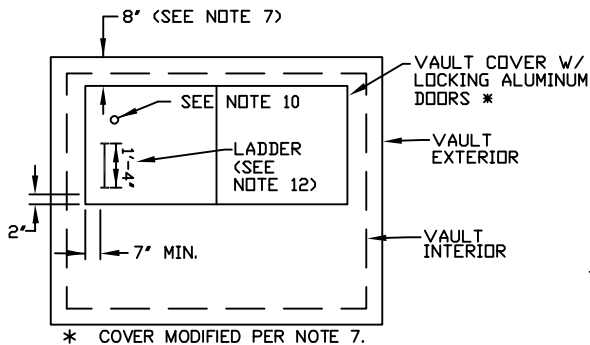 8" (SEE NOTE 7)
VAULT COVER W/
LOCKING ALUMINUM
DOORS *
SEE NOTE 10
1'-4"
LADDER
(SEE
NOTE 12)
VAULT
EXTERIOR
2"
7" MIN.
VAULT
INTERIOR
* COVER MODIFIED PER NOTE 7.